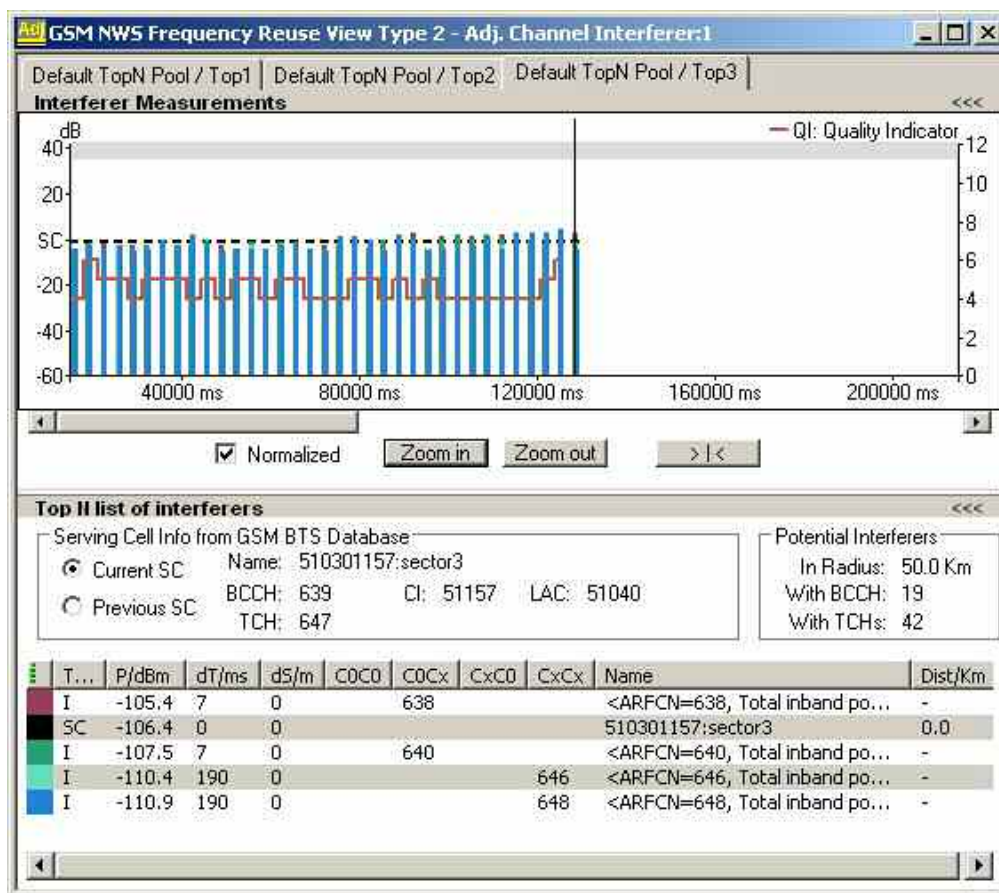 Adj GSM NWS Frequency Reuse View Type 2 - Adj. Channel Interferer:1
Default TopN Pool / Top1 Default TopN Pool / Top2 Default TopN Pool / Top3
Interferer Measurements <<<
dB QI: Quality Indicator
40 12
20 10
SC 8
-20 6
-40 4
-60 2
0
40000 ms 80000 ms 120000 ms 160000 ms 200000 ms
Normalized Zoom in Zoom out > | <
Top N list of interferers <<<
Serving Cell Info from GSM BTS Database Potential Interferers
Current SC Name: 510301157:sector3 In Radius: 50.0 Km
Previous SC BCCH: 639 CI: 51157 LAC: 51040 With BCCH: 19
TCH: 647 With TCHs: 42
T... P/dBm dT/ms dS/m C0C0 C0Cx CxC0 CxCx Name Dist/Km
I -105.4 7 0 638 <ARFCN=638, Total inband po... -
SC -106.4 0 0 510301157:sector3 0.0
I -107.5 7 0 640 <ARFCN=640, Total inband po... -
I -110.4 190 0 646 <ARFCN=646, Total inband po... -
I -110.9 190 0 648 <ARFCN=648, Total inband po... -